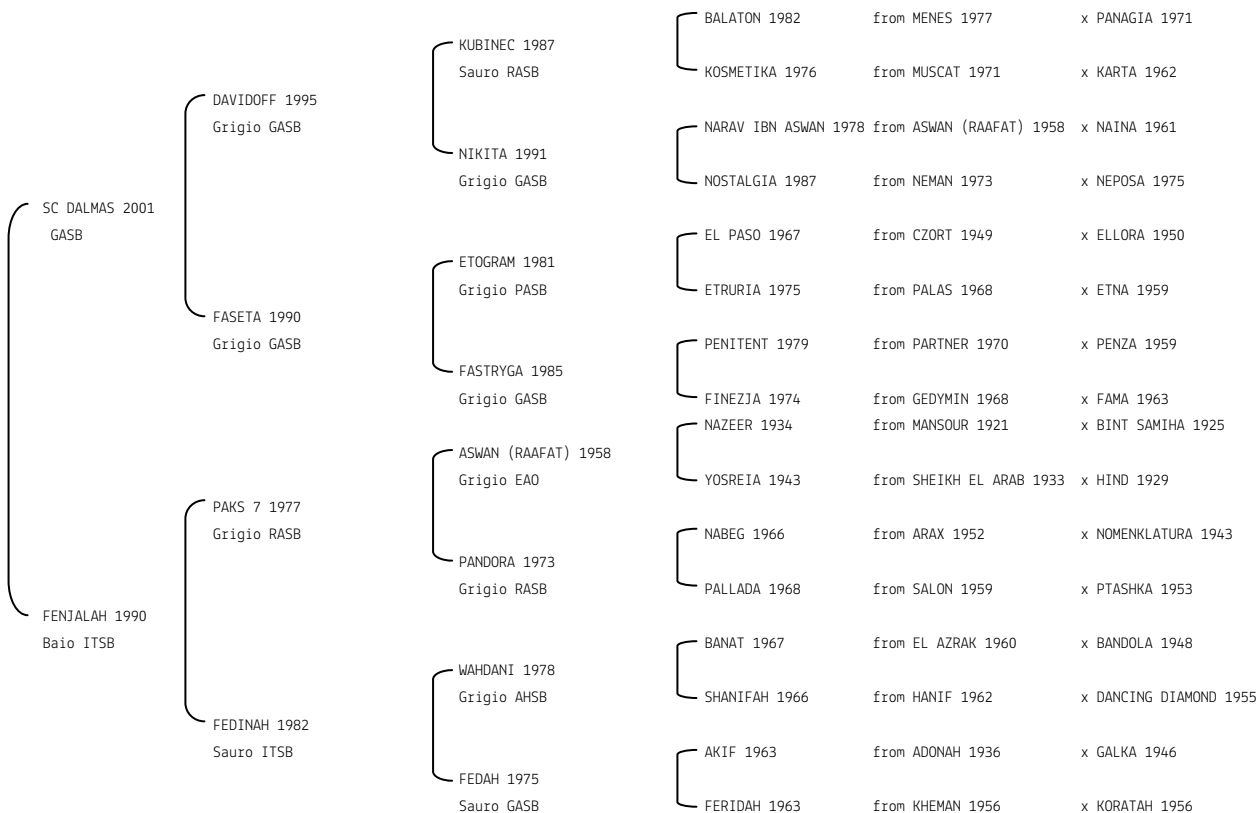 BALATON 1982 from MENES 1977 x PANAGIA 1971
KUBINEC 1987
Sauro RASB
KOSMETIKA 1976 from MUSCAT 1971 x KARTA 1962
DAVIDOFF 1995
Grigio GASB
NARAV IBN ASWAN 1978 from ASWAN (RAAFAT) 1958 x NAINA 1961
NIKITA 1991
Grigio GASB
NOSTALGIA 1987 from NEMAN 1973 x NEPOSA 1975
SC DALMAS 2001
GASB
EL PASO 1967 from CZORT 1949 x ELLORA 1950
ETOGRAM 1981
Grigio PASB
ETRURIA 1975 from PALAS 1968 x ETNA 1959
FASETA 1990
Grigio GASB
PENITENT 1979 from PARTNER 1970 x PENZA 1959
FASTRYGA 1985
Grigio GASB
FINEZJA 1974 from GEDYMIN 1968 x FAMA 1963
NAZEER 1934 from MANSOUR 1921 x BINT SAMIHA 1925
ASWAN (RAAFAT) 1958
Grigio EAO
YOSREIA 1943 from SHEIKH EL ARAB 1933 x HIND 1929
PAKS 7 1977
Grigio RASB
NABEG 1966 from ARAX 1952 x NOMENKLATURA 1943
PANDORA 1973
Grigio RASB
PALLADA 1968 from SALON 1959 x PTASHKA 1953
FENJALAH 1990
Baio ITSB
BANAT 1967 from EL AZRAK 1960 x BANDOLA 1948
WAHDANI 1978
Grigio AHSB
SHANIFAH 1966 from HANIF 1962 x DANCING DIAMOND 1955
FEDINAH 1982
Sauro ITSB
AKIF 1963 from ADONAH 1936 x GALKA 1946
FEDAH 1975
Sauro GASB
FERIDAH 1963 from KHEMAN 1956 x KORATAH 1956